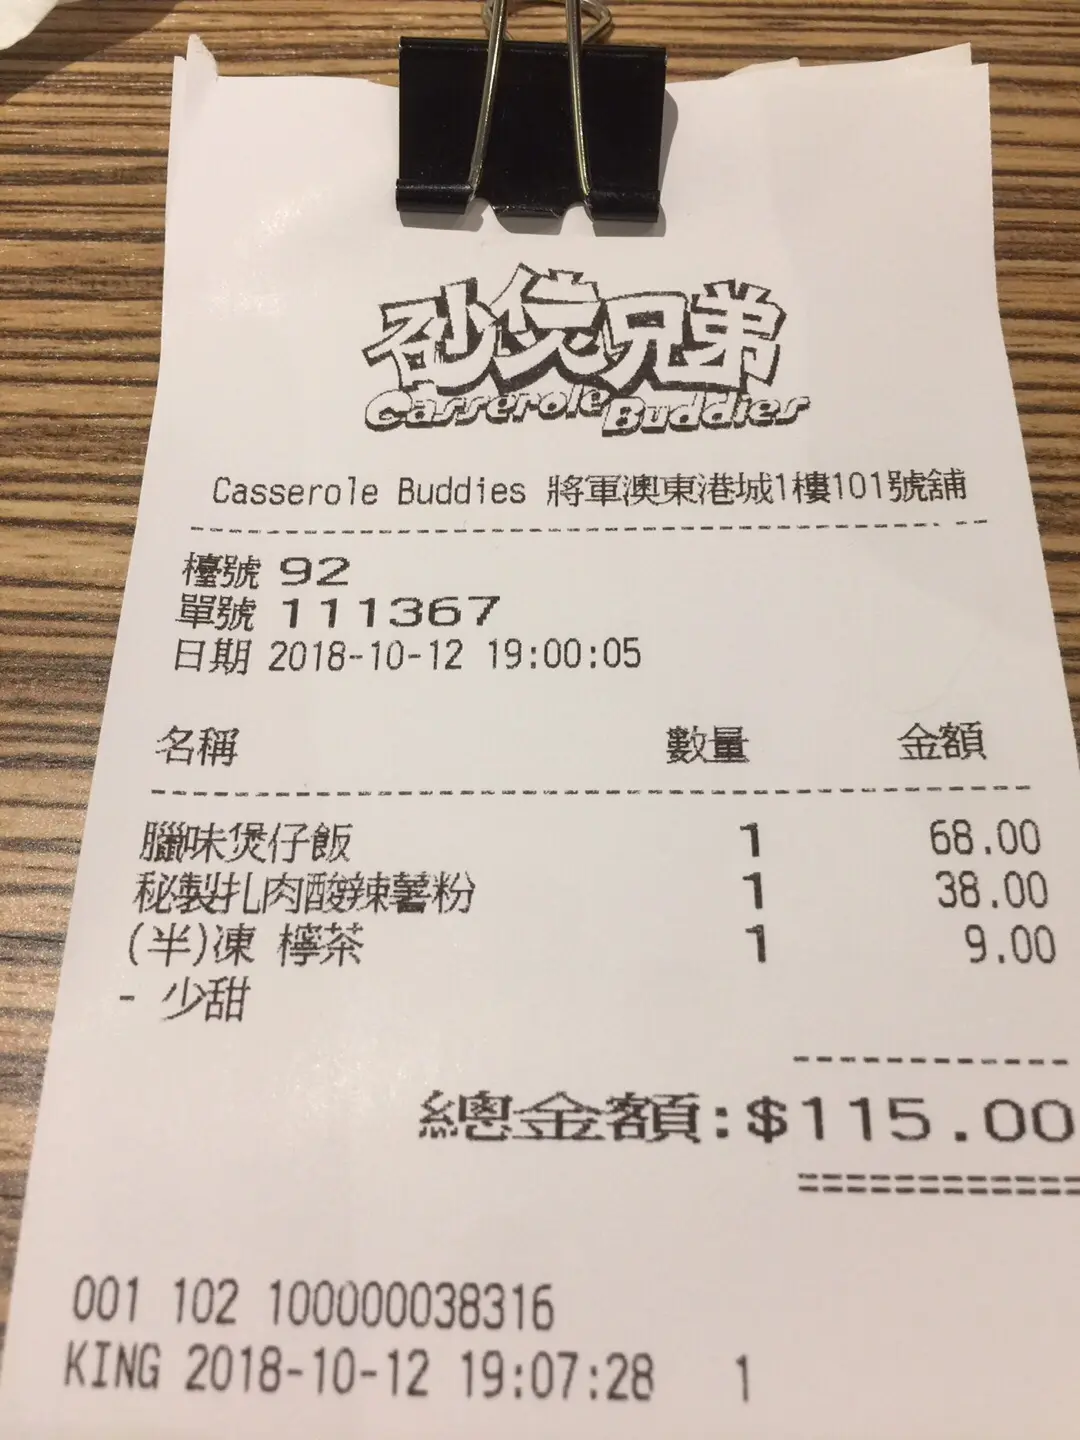 砂煲兄弟
Casserole Buddies
Casserole Buddies 將軍澳東港城1樓101號舖
檯號 92
單號 111367
日期 2018-10-12 19:00:05
名稱 數量 金額
臘味煲仔飯 1 68.00
秘製扎肉酸辣薯粉 1 38.00
(半)凍 檸茶 1 9.00
- 少甜
總金額:$115.00
001 102 100000038316
KING 2018-10-12 19:07:28 1